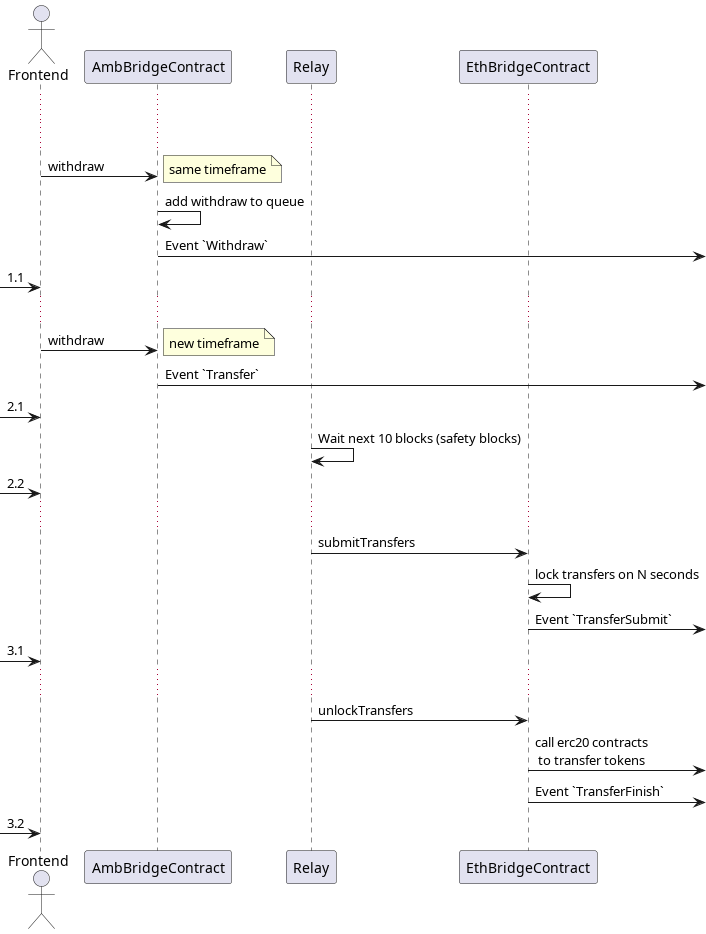 Frontend
AmbBridgeContract
Relay
EthBridgeContract
withdraw
same timeframe
add withdraw to queue
Event `Withdraw`
1.1
withdraw
new timeframe
Event `Transfer`
2.1
Wait next 10 blocks (safety blocks)
2.2
submitTransfers
lock transfers on N seconds
Event `TransferSubmit`
3.1
unlockTransfers
call erc20 contracts
to transfer tokens
Event `TransferFinish`
3.2
Frontend
AmbBridgeContract
Relay
EthBridgeContract